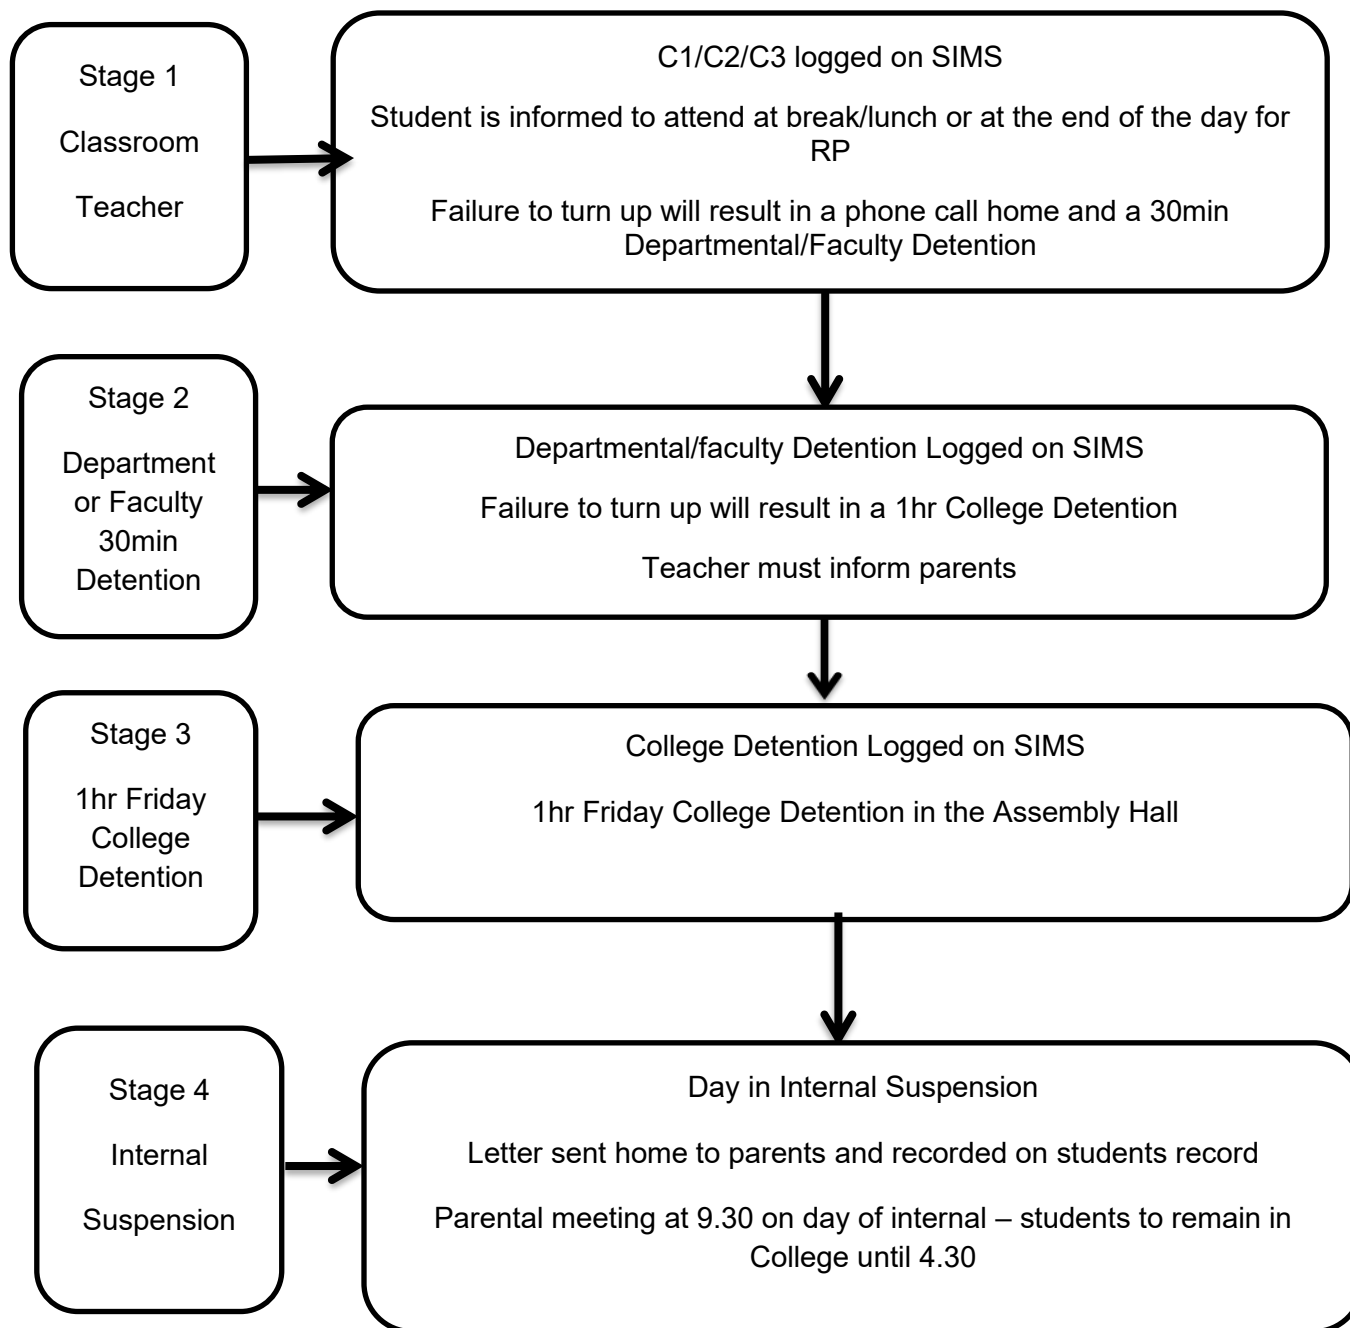 Stage 1
Classroom
Teacher
C1/C2/C3 logged on SIMS
Student is informed to attend at break/lunch or at the end of the day for
RP
Failure to turn up will result in a phone call home and a 30min
Departmental/Faculty Detention
Stage 2
Department
or Faculty
30min
Detention
Departmental/faculty Detention Logged on SIMS
Failure to turn up will result in a 1hr College Detention
Teacher must inform parents
Stage 3
1hr Friday
College
Detention
College Detention Logged on SIMS
1hr Friday College Detention in the Assembly Hall
Stage 4
Internal
Suspension
Day in Internal Suspension
Letter sent home to parents and recorded on students record
Parental meeting at 9.30 on day of internal – students to remain in
College until 4.30